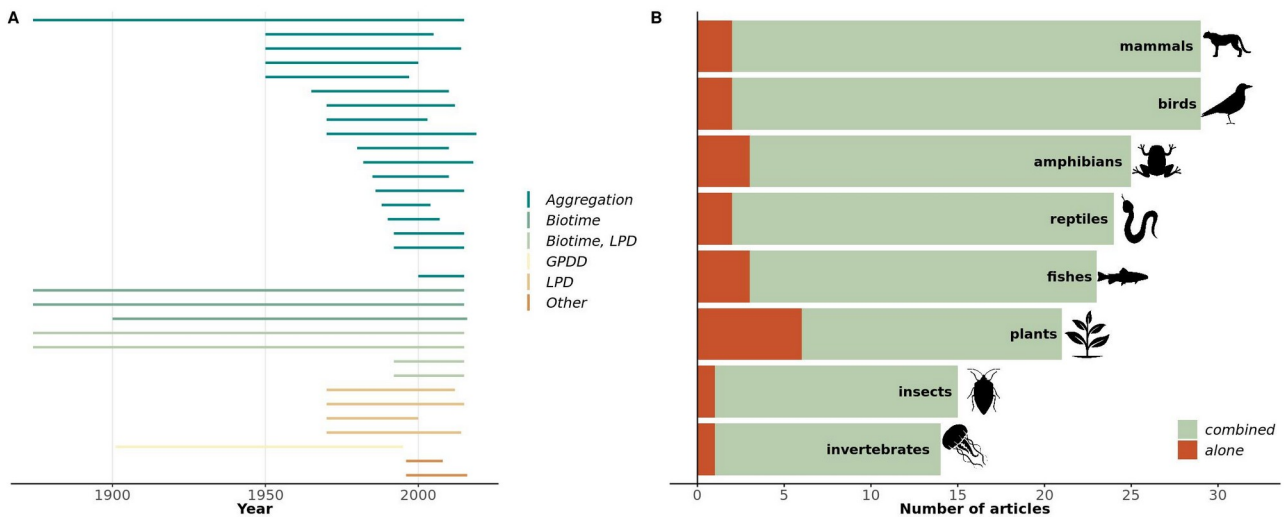 A
Aggregation
Biotime
Biotime, LPD
GPDD
LPD
Other
1900
1950
2000
Year
B
mammals
birds
amphibians
reptiles
fishes
plants
insects
invertebrates
combined
alone
0
5
10
15
20
25
30
Number of articles